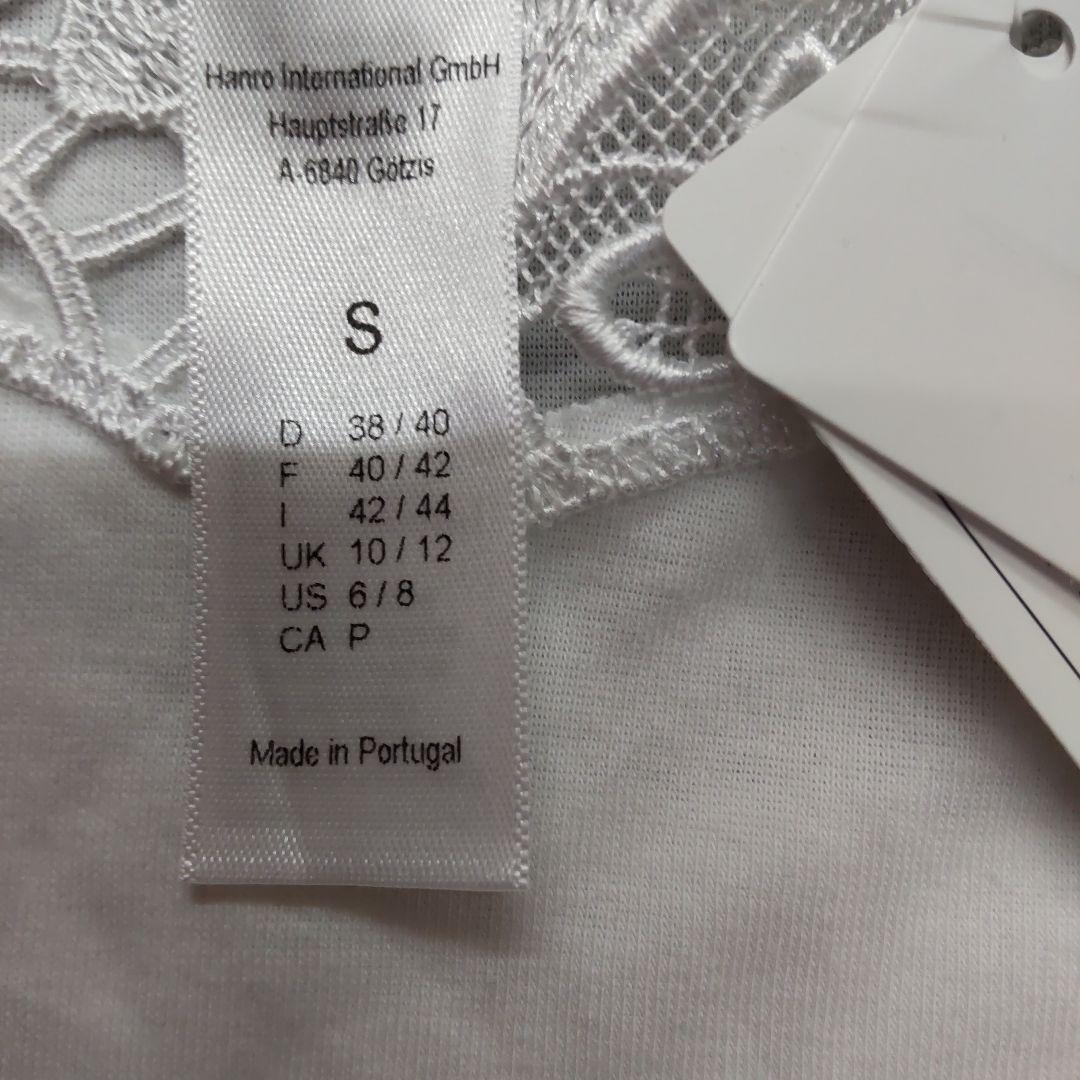 Hanro International GmbH
Hauptstraße 17
A-6840 Götzis
S
D 38 / 40
F 40 / 42
I 42 / 44
UK 10 / 12
US 6 / 8
CA P
Made in Portugal